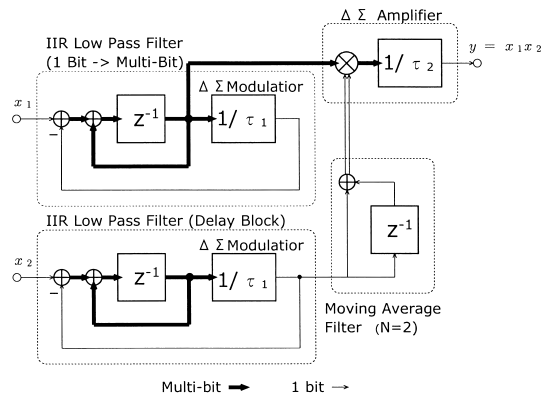 Δ Σ Amplifier
IIR Low Pass Filter
(1 Bit -> Multi-Bit)
1/ τ 2
y = x 1 x 2
Δ Σ Modulatior
x 1
z-1
1/ τ 1
−
IIR Low Pass Filter (Delay Block)
z-1
Δ Σ Modulatior
x 2
z-1
1/ τ 1
−
Moving Average
Filter (N=2)
Multi-bit
1 bit